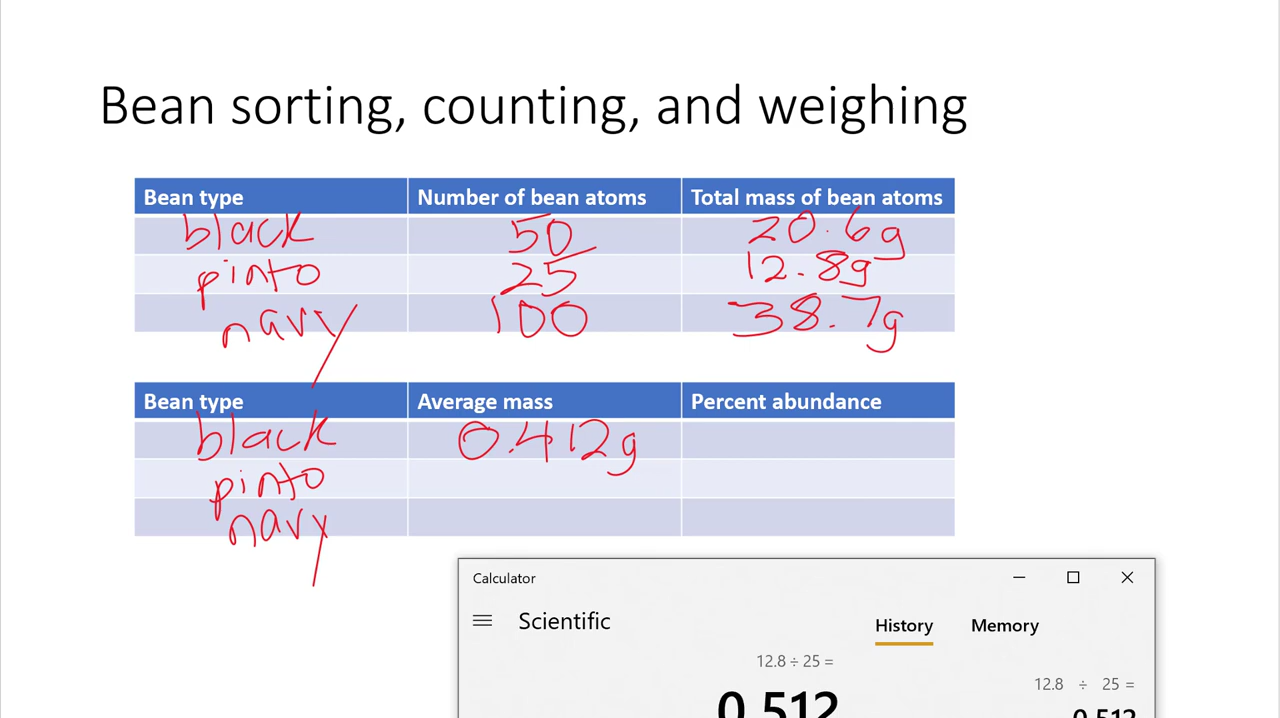 Bean sorting, counting, and weighing
Bean type Number of bean atoms Total mass of bean atoms
black 50 20.6g
pinto 25 12.8g
navy 100 38.7g
Bean type Average mass Percent abundance
black 0.412g
pinto
navy
Calculator
Scientific History Memory
12.8 ÷ 25 =
12.8 ÷ 25 =
0.512 0.512